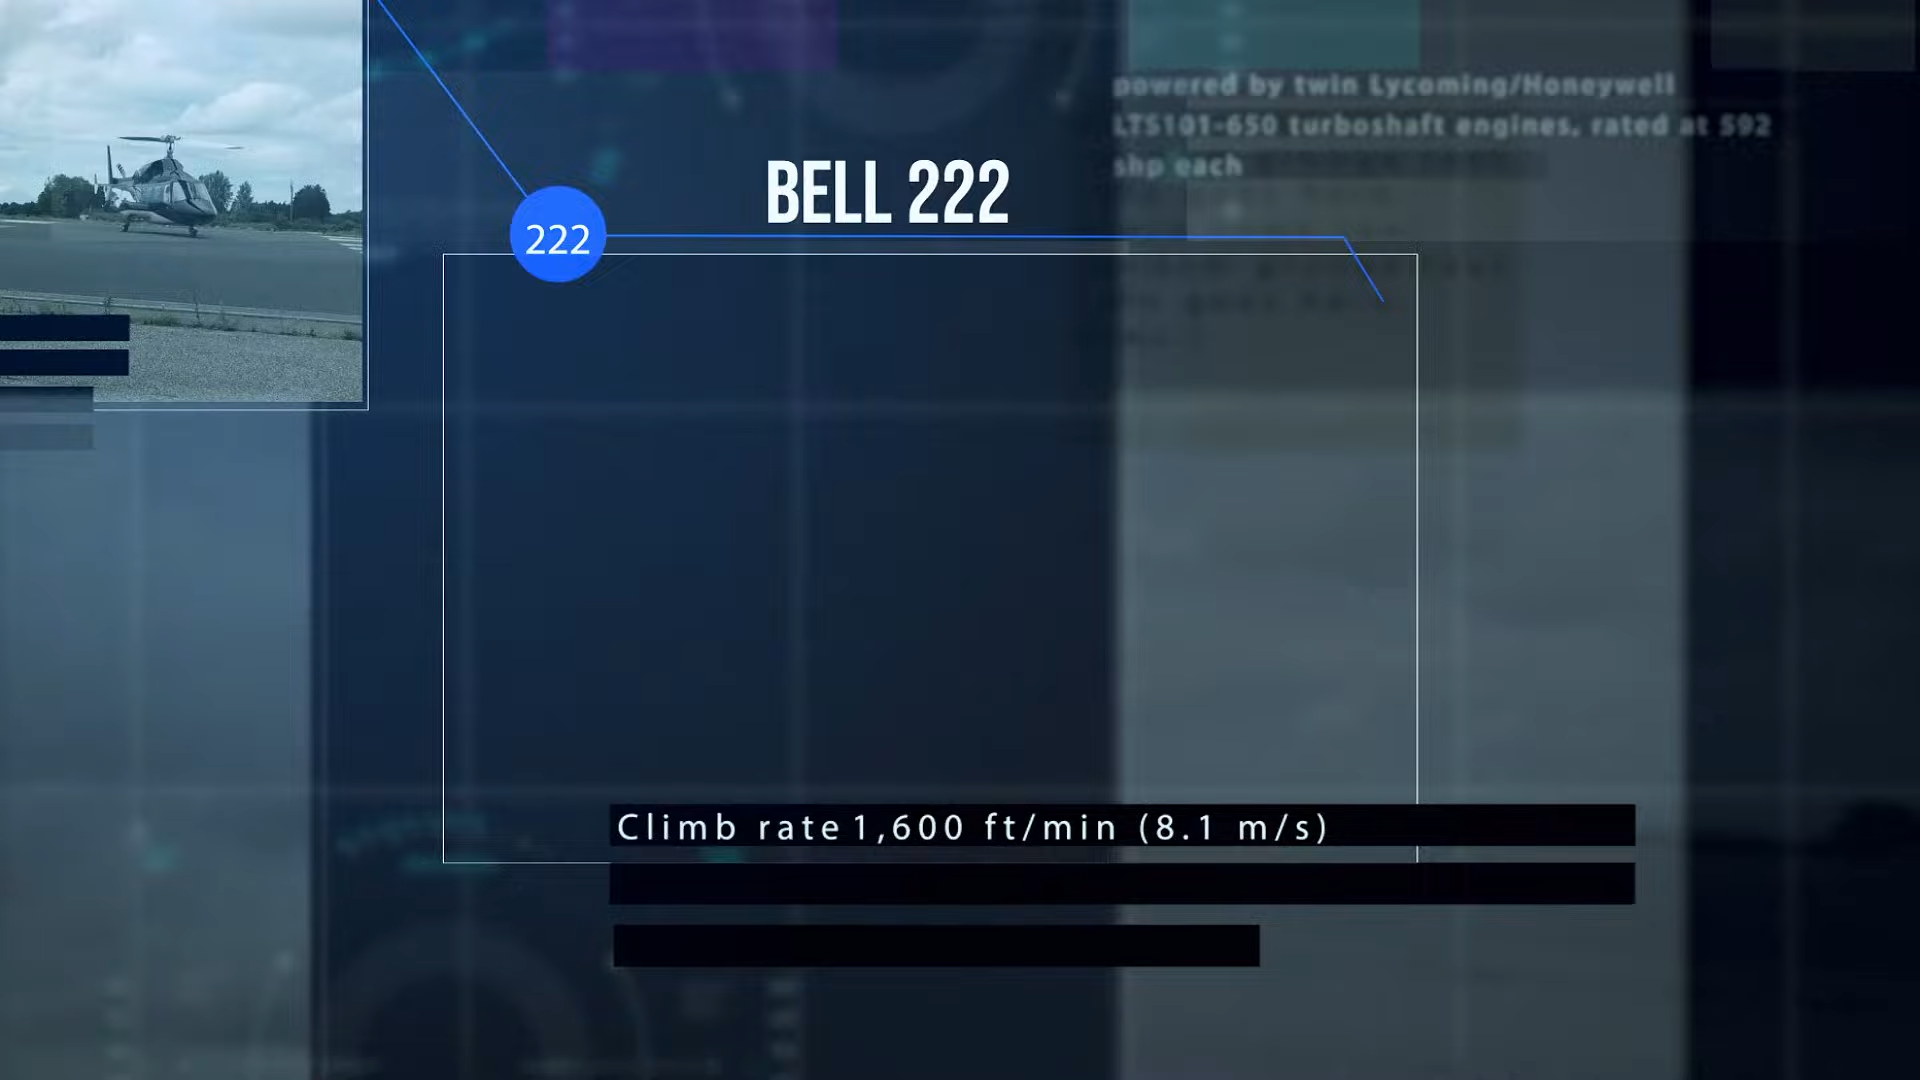 powered by twin Lycoming/Honeywell
LTS101-650 turboshaft engines, rated at 592
shp each
BELL 222
222
Climb rate 1,600 ft/min (8.1 m/s)